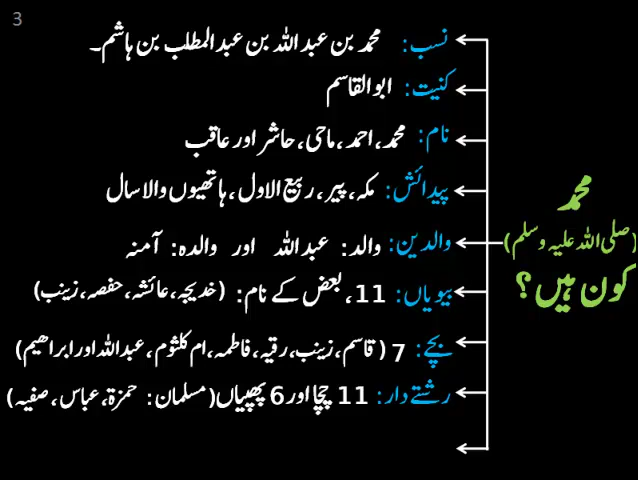 3
محمد
(صلی اللہ علیہ وسلم)
کون ہیں؟
نسب: محمد بن عبد اللہ بن عبد المطلب بن ہاشم۔
کنیت: ابو القاسم
نام: محمد، احمد، ماحی، حاشر اور عاقب
پیدائش: مکہ، پیر، ربیع الاول، ہاتھیوں والا سال
والدین: والد: عبد اللہ اور والدہ: آمنہ
بیویاں: 11، بعض کے نام: (خدیجہ، عائشہ، حفصہ، زینب)
بچے: 7 (قاسم، زینب، رقیہ، فاطمہ، ام کلثوم، عبد اللہ اور ابراھیم)
رشتے دار: 11 چچا اور 6 پھپیاں (مسلمان: حمزۃ، عباس، صفیہ)